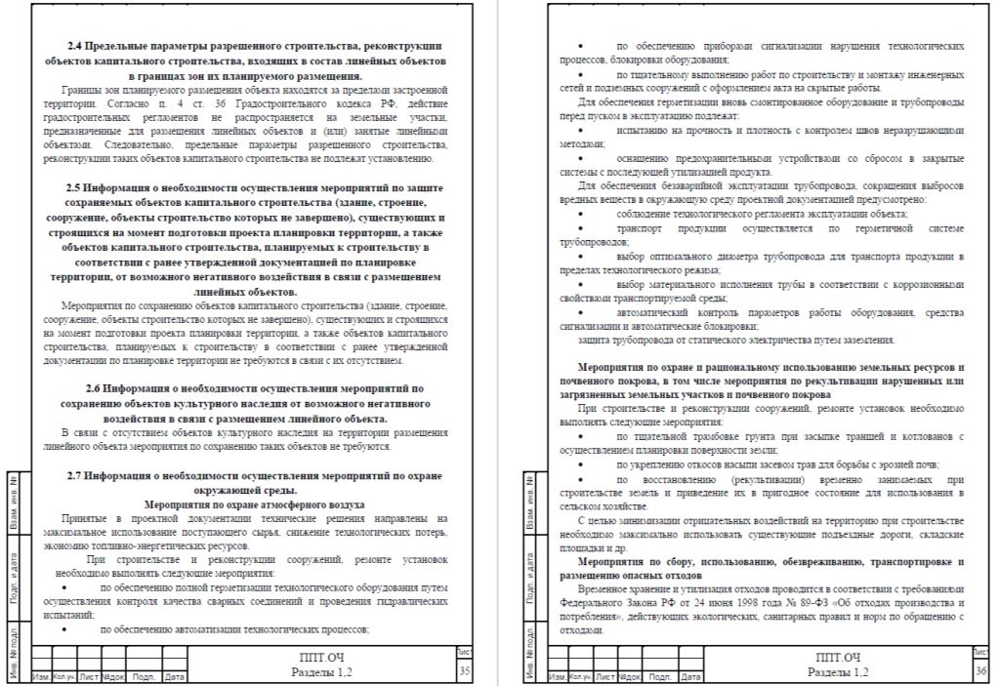 2.4 Предельные параметры разрешенного строительства, реконструкции
объектов капитального строительства, входящих в состав линейных объектов
в границах зон их планируемого размещения.
Границы зон планируемого размещения объекта находятся за пределами застроенной
территории. Согласно п. 4 ст. 36 Градостроительного кодекса РФ, действие
градостроительных регламентов не распространяется на земельные участки,
предназначенные для размещения линейных объектов и (или) занятые линейными
объектами. Следовательно, предельные параметры разрешенного строительства,
реконструкции таких объектов капитального строительства не подлежат установлению.
2.5 Информация о необходимости осуществления мероприятий по защите
сохраняемых объектов капитального строительства (здание, строение,
сооружение, объекты строительство которых не завершено), существующих и
строящихся на момент подготовки проекта планировки территории, а также
объектов капитального строительства, планируемых к строительству в
соответствии с ранее утвержденной документацией по планировке
территории, от возможного негативного воздействия в связи с размещением
линейных объектов.
Мероприятия по сохранению объектов капитального строительства (здание, строение,
сооружение, объекты строительство которых не завершено), существующих и строящихся
на момент подготовки проекта планировки территории, а также объектов капитального
строительства, планируемых к строительству в соответствии с ранее утвержденной
документации по планировке территории не требуются в связи с их отсутствием.
2.6 Информация о необходимости осуществления мероприятий по
сохранению объектов культурного наследия от возможного негативного
воздействия в связи с размещением линейного объекта.
В связи с отсутствием объектов культурного наследия на территории размещения
линейного объекта мероприятия по сохранению таких объектов не требуются.
2.7 Информация о необходимости осуществления мероприятий по охране
окружающей среды.
Мероприятия по охране атмосферного воздуха
Принятые в проектной документации технические решения направлены на
максимальное использование поступающего сырья, снижение технологических потерь,
экономию топливно-энергетических ресурсов.
При строительстве и реконструкции сооружений, ремонте установок
необходимо выполнять следующие мероприятия:
• по обеспечению полной герметизации технологического оборудования путем
осуществления контроля качества сварных соединений и проведения гидравлических
испытаний;
• по обеспечению автоматизации технологических процессов;
Взам. инв. №
Подп. и дата
Инв. № подл.
Изм. Кол.уч. Лист №док. Подп. Дата
ППТ.ОЧ
Разделы 1,2
Лист
35
• по обеспечению приборами сигнализации нарушения технологических
процессов, блокировки оборудования;
• по тщательному выполнению работ по строительству и монтажу инженерных
сетей и подземных сооружений с оформлением акта на скрытые работы.
Для обеспечения герметизации вновь смонтированное оборудование и трубопроводы
перед пуском в эксплуатацию подлежат:
• испытанию на прочность и плотность с контролем швов неразрушающими
методами;
• оснащению предохранительными устройствами со сбросом в закрытые
системы с последующей утилизацией продукта.
Для обеспечения безаварийной эксплуатации трубопровода, сокращения выбросов
вредных веществ в окружающую среду проектной документацией предусмотрено:
• соблюдение технологического регламента эксплуатации объекта;
• транспорт продукции осуществляется по герметичной системе
трубопроводов;
• выбор оптимального диаметра трубопровода для транспорта продукции в
пределах технологического режима;
• выбор материального исполнения трубы в соответствии с коррозионными
свойствами транспортируемой среды;
• автоматический контроль параметров работы оборудования, средства
сигнализации и автоматические блокировки;
защита трубопровода от статического электричества путем заземления.
Мероприятия по охране и рациональному использованию земельных ресурсов и
почвенного покрова, в том числе мероприятия по рекультивации нарушенных или
загрязненных земельных участков и почвенного покрова
При строительстве и реконструкции сооружений, ремонте установок необходимо
выполнять следующие мероприятия:
• по тщательной трамбовке грунта при засыпке траншей и котлованов с
осуществлением планировки поверхности земли;
• по укреплению откосов насыпи засевом трав для борьбы с эрозией почв;
• по восстановлению (рекультивации) временно занимаемых при
строительстве земель и приведение их в пригодное состояние для использования в
сельском хозяйстве.
С целью минимизации отрицательных воздействий на территорию при строительстве
необходимо максимально использовать существующие подъездные дороги, складские
площадки и др.
Мероприятия по сбору, использованию, обезвреживанию, транспортировке и
размещению опасных отходов
Временное хранение и утилизация отходов проводится в соответствии с требованиями
Федерального Закона РФ от 24 июня 1998 года № 89-ФЗ «Об отходах производства и
потребления», действующих экологических, санитарных правил и норм по обращению с
отходами.
Взам. инв. №
Подп. и дата
Инв. № подл.
Изм. Кол.уч. Лист №док. Подп. Дата
ППТ.ОЧ
Разделы 1,2
Лист
36